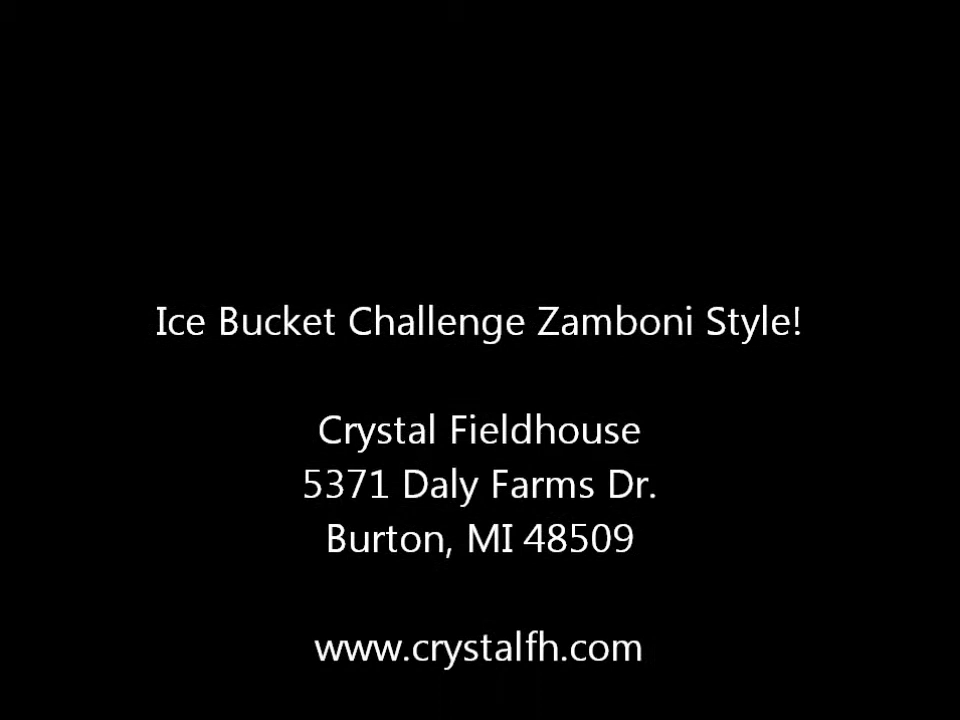 Ice Bucket Challenge Zamboni Style!
Crystal Fieldhouse
5371 Daly Farms Dr.
Burton, MI 48509
www.crystalfh.com